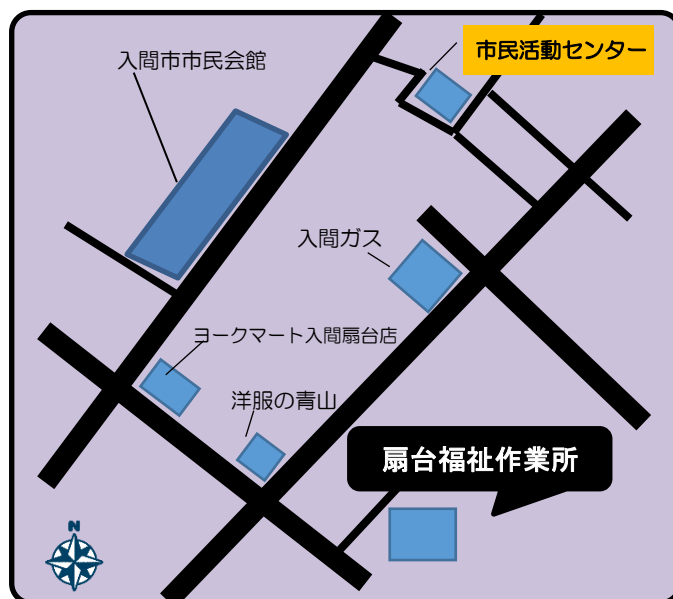 市民活動センター
入間市市民会館
入間ガス
ヨークマート入間扇台店
洋服の青山
扇台福祉作業所
N